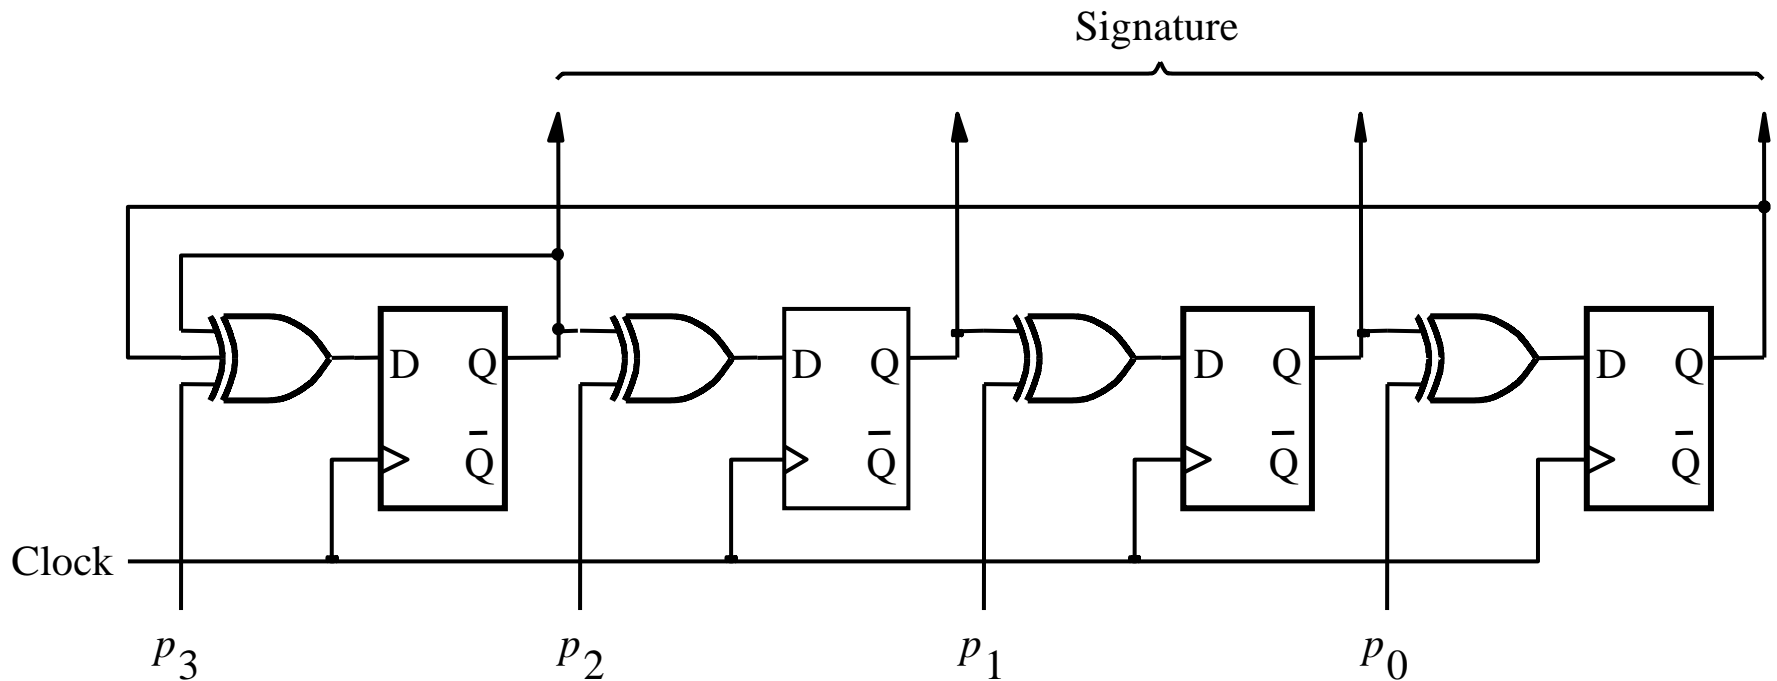 Signature
D Q D Q D Q D Q
Q̅ Q̅ Q̅ Q̅
Clock
p3 p2 p1 p0